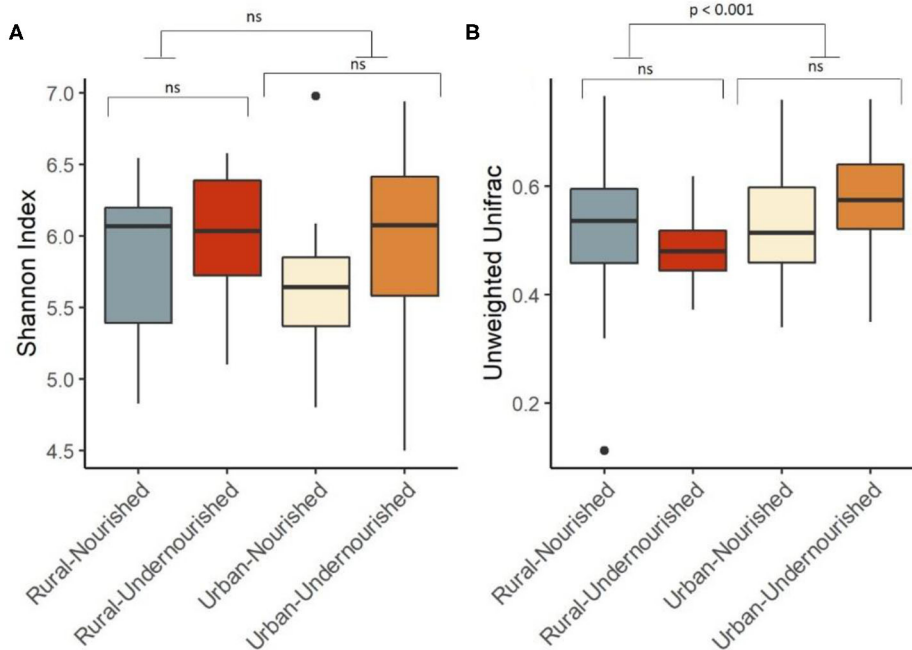 A
ns
ns
ns
Shannon Index
7.0
6.5
6.0
5.5
5.0
4.5
Rural-Nourished
Rural-Undernourished
Urban-Nourished
Urban-Undernourished
B
p < 0.001
ns
ns
Unweighted Unifrac
0.6
0.4
0.2
Rural-Nourished
Rural-Undernourished
Urban-Nourished
Urban-Undernourished